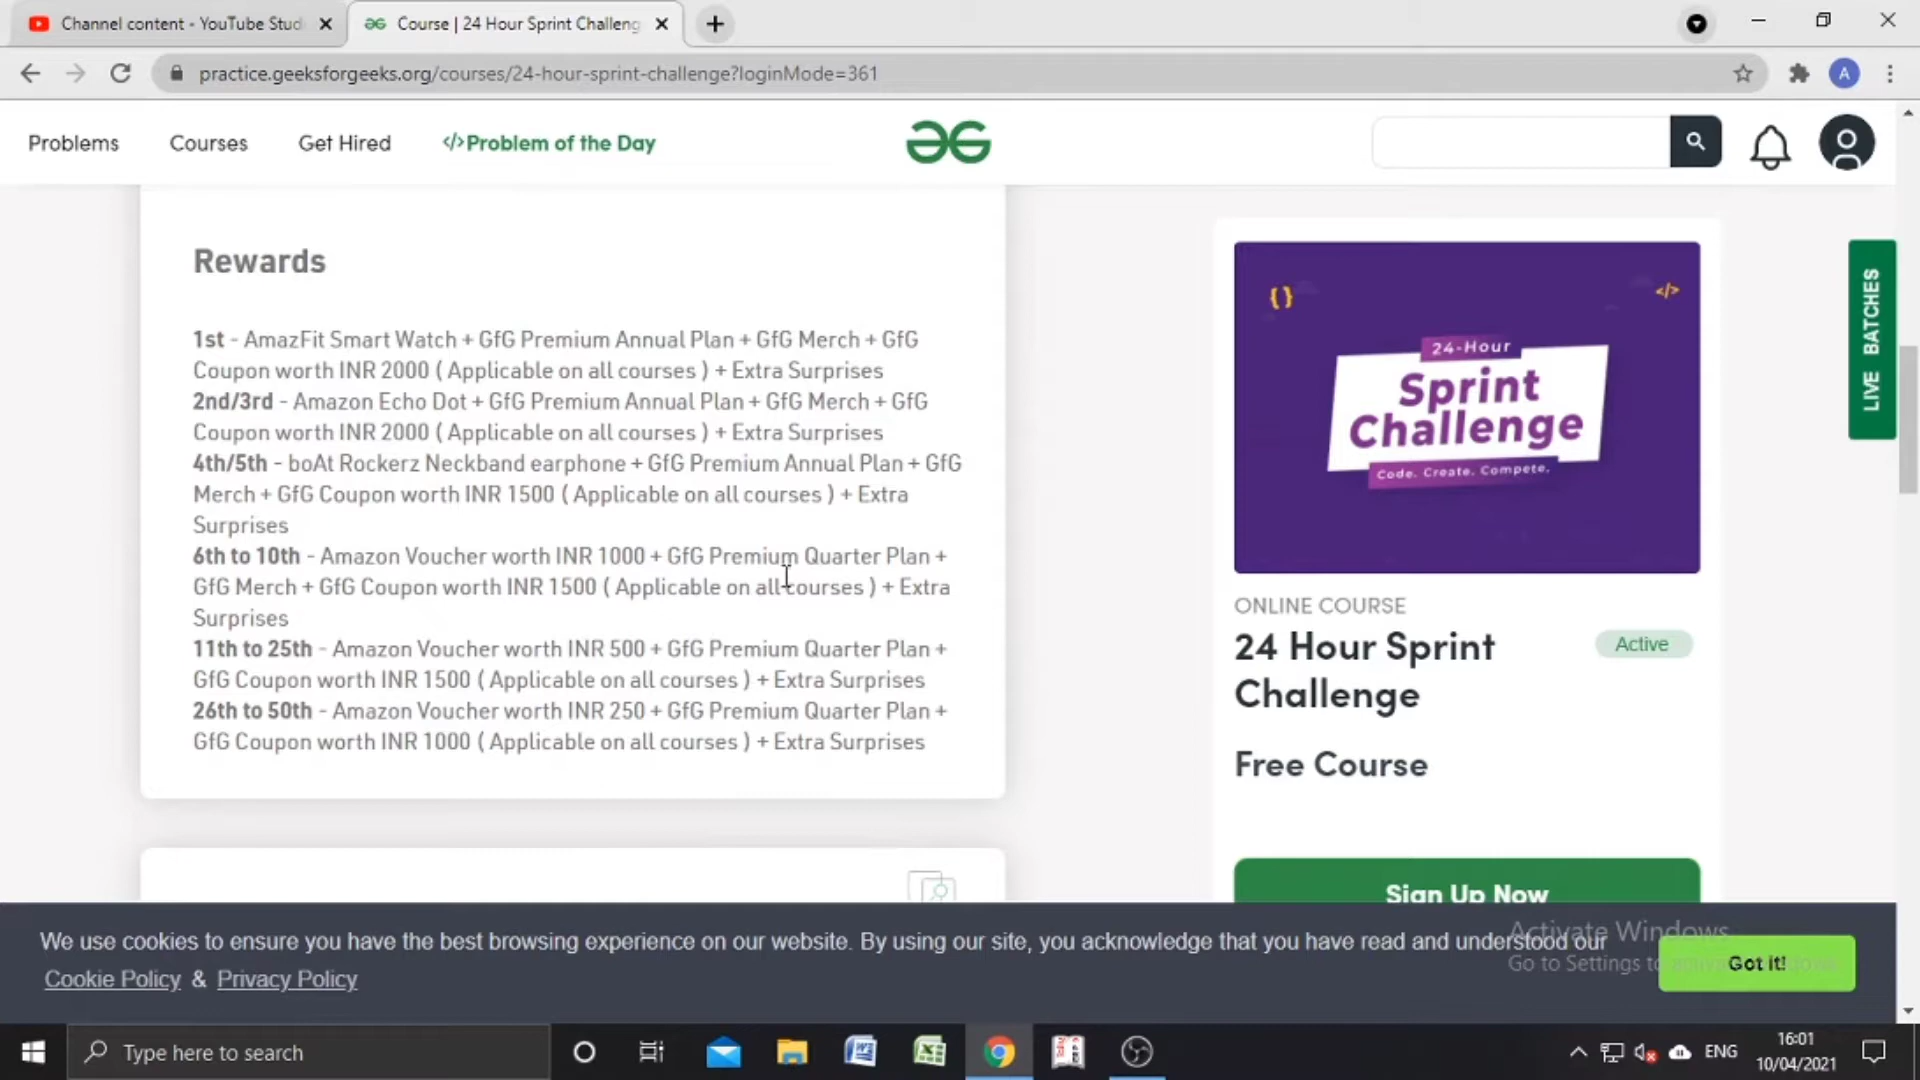 Channel content - YouTube Stud
Course | 24 Hour Sprint Challeng
practice.geeksforgeeks.org/courses/24-hour-sprint-challenge?loginMode=361
A
Problems
Courses
Get Hired
</>Problem of the Day
Rewards
1st - AmazFit Smart Watch + GfG Premium Annual Plan + GfG Merch + GfG
Coupon worth INR 2000 ( Applicable on all courses ) + Extra Surprises
2nd/3rd - Amazon Echo Dot + GfG Premium Annual Plan + GfG Merch + GfG
Coupon worth INR 2000 ( Applicable on all courses ) + Extra Surprises
4th/5th - boAt Rockerz Neckband earphone + GfG Premium Annual Plan + GfG
Merch + GfG Coupon worth INR 1500 ( Applicable on all courses ) + Extra
Surprises
6th to 10th - Amazon Voucher worth INR 1000 + GfG Premium Quarter Plan +
GfG Merch + GfG Coupon worth INR 1500 ( Applicable on all courses ) + Extra
Surprises
11th to 25th - Amazon Voucher worth INR 500 + GfG Premium Quarter Plan +
GfG Coupon worth INR 1500 ( Applicable on all courses ) + Extra Surprises
26th to 50th - Amazon Voucher worth INR 250 + GfG Premium Quarter Plan +
GfG Coupon worth INR 1000 ( Applicable on all courses ) + Extra Surprises
{ }
</>
24-Hour
Sprint
Challenge
Code. Create. Compete.
LIVE BATCHES
ONLINE COURSE
24 Hour Sprint
Challenge
Active
Free Course
Sign Up Now
We use cookies to ensure you have the best browsing experience on our website. By using our site, you acknowledge that you have read and understood our
Cookie Policy & Privacy Policy
Got It!
Activate Windows
Go to Settings to
Type here to search
ENG
16:01
10/04/2021